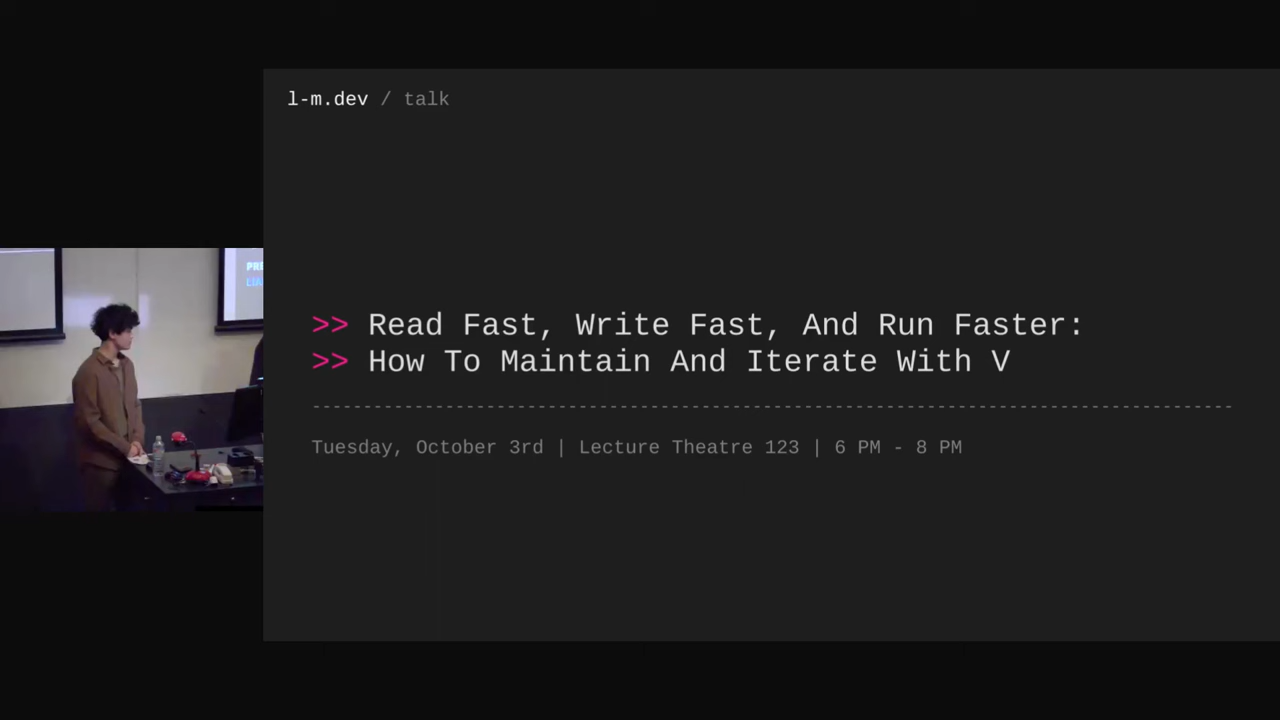 l-m.dev / talk
>> Read Fast, Write Fast, And Run Faster:
>> How To Maintain And Iterate With V
Tuesday, October 3rd | Lecture Theatre 123 | 6 PM - 8 PM